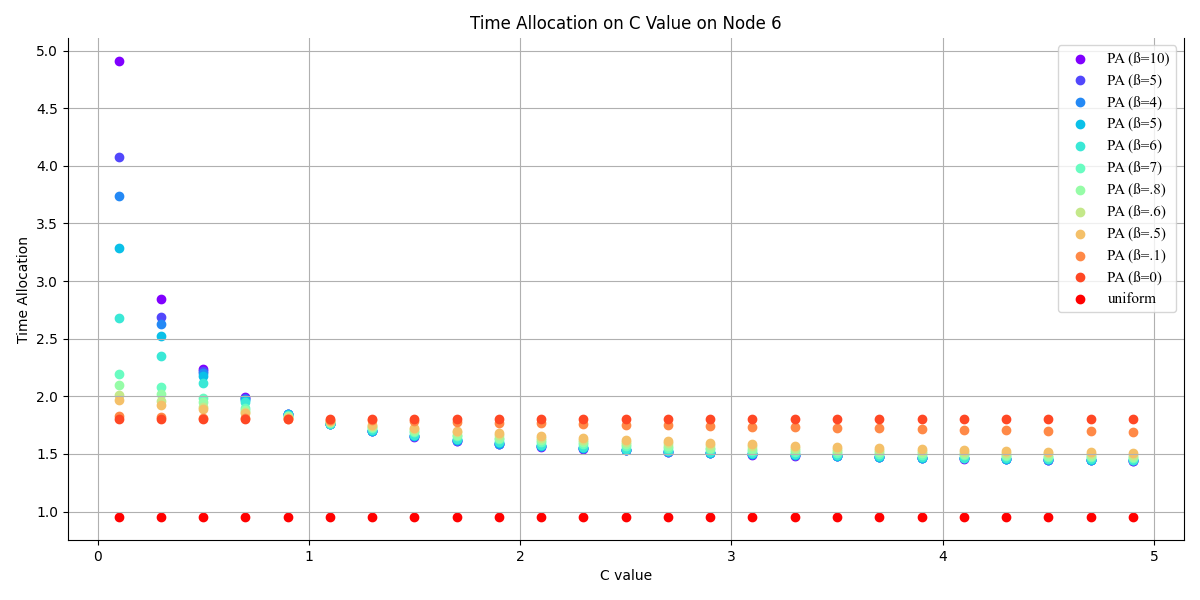 Time Allocation on C Value on Node 6
5.0
4.5
4.0
3.5
3.0
2.5
2.0
1.5
1.0
Time Allocation
0 1 2 3 4 5
C value
PA (ß=10)
PA (ß=5)
PA (ß=4)
PA (ß=5)
PA (ß=6)
PA (ß=7)
PA (ß=.8)
PA (ß=.6)
PA (ß=.5)
PA (ß=.1)
PA (ß=0)
uniform